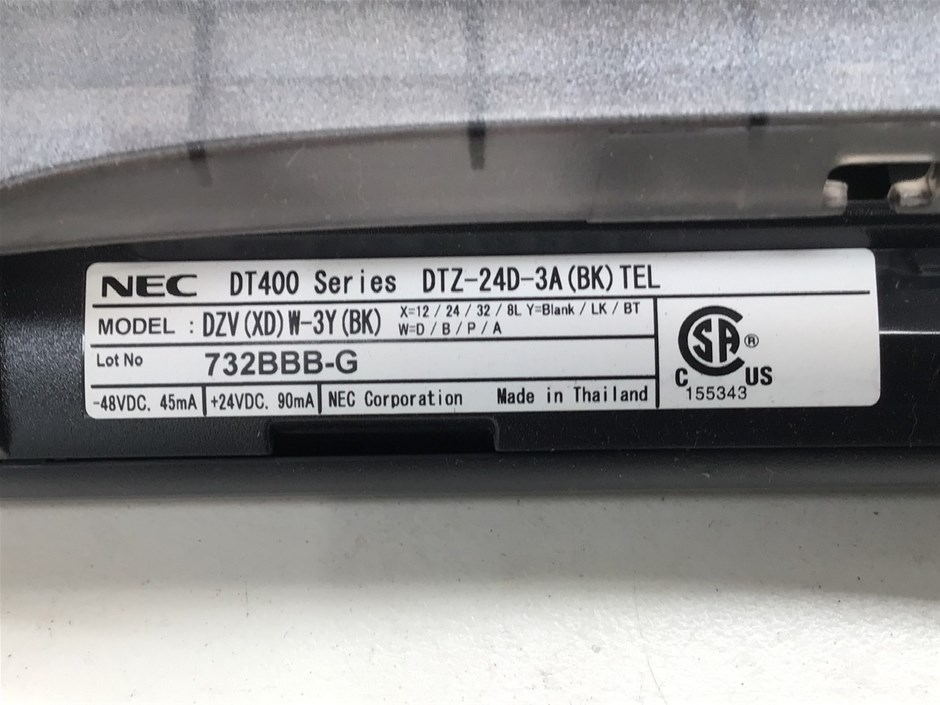 NEC DT400 Series DTZ-24D-3A(BK)TEL
MODEL : DZV(XD)W-3Y(BK) X=12 / 24 / 32 / 8L Y=Blank / LK / BT
W=D / B / P / A
Lot No 732BBB-G
-48VDC. 45mA +24VDC. 90mA NEC Corporation Made in Thailand
SA ®
C US
155343